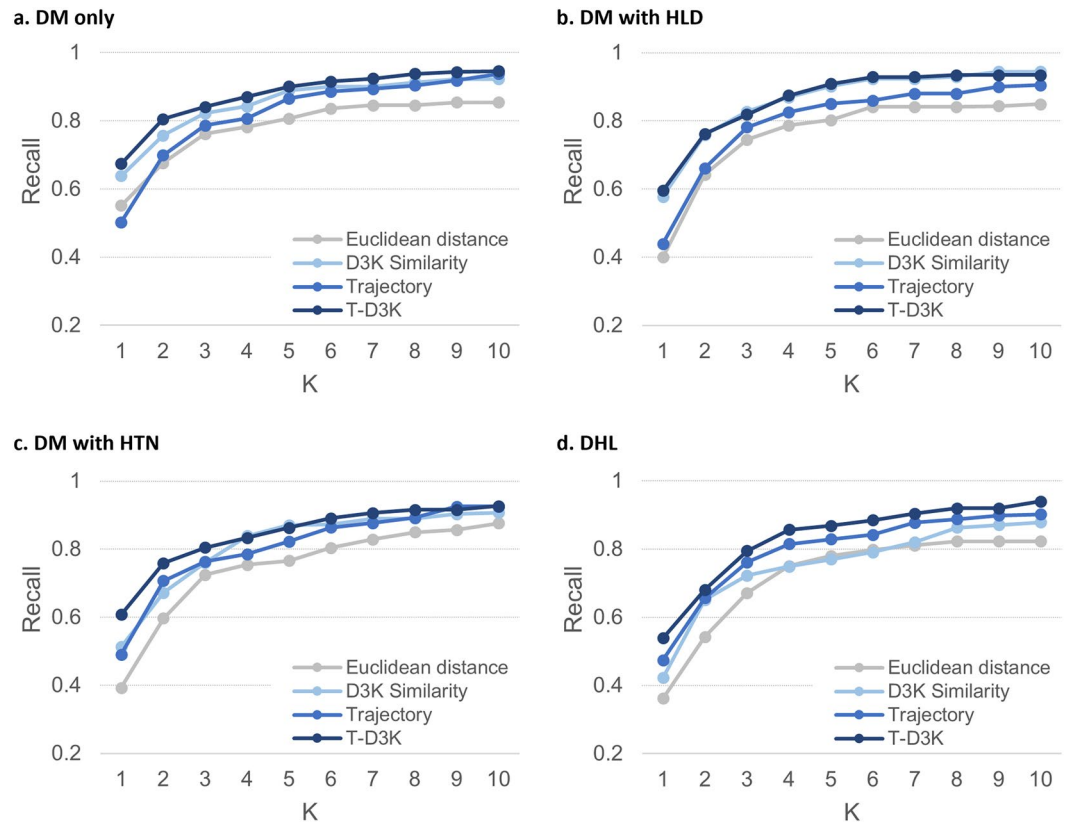 a. DM only
1
0.8
0.6
0.4
0.2
Recall
Euclidean distance
D3K Similarity
Trajectory
T-D3K
1 2 3 4 5 6 7 8 9 10
K
b. DM with HLD
1
0.8
0.6
0.4
0.2
Recall
Euclidean distance
D3K Similarity
Trajectory
T-D3K
1 2 3 4 5 6 7 8 9 10
K
c. DM with HTN
1
0.8
0.6
0.4
0.2
Recall
Euclidean distance
D3K Similarity
Trajectory
T-D3K
1 2 3 4 5 6 7 8 9 10
K
d. DHL
1
0.8
0.6
0.4
0.2
Recall
Euclidean distance
D3K Similarity
Trajectory
T-D3K
1 2 3 4 5 6 7 8 9 10
K